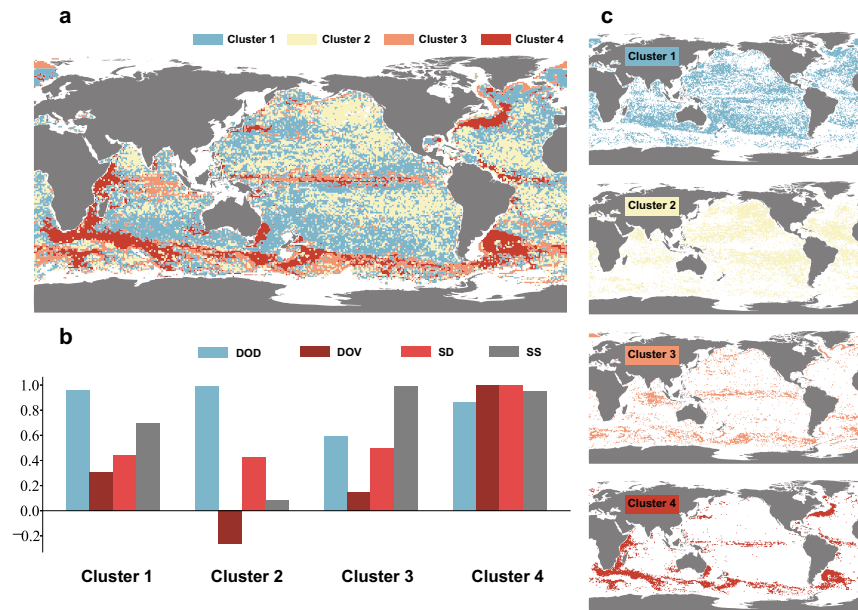 a
Cluster 1 Cluster 2 Cluster 3 Cluster 4
b
DOD DOV SD SS
1.0
0.8
0.6
0.4
0.2
0.0
−0.2
Cluster 1 Cluster 2 Cluster 3 Cluster 4
c
Cluster 1
Cluster 2
Cluster 3
Cluster 4